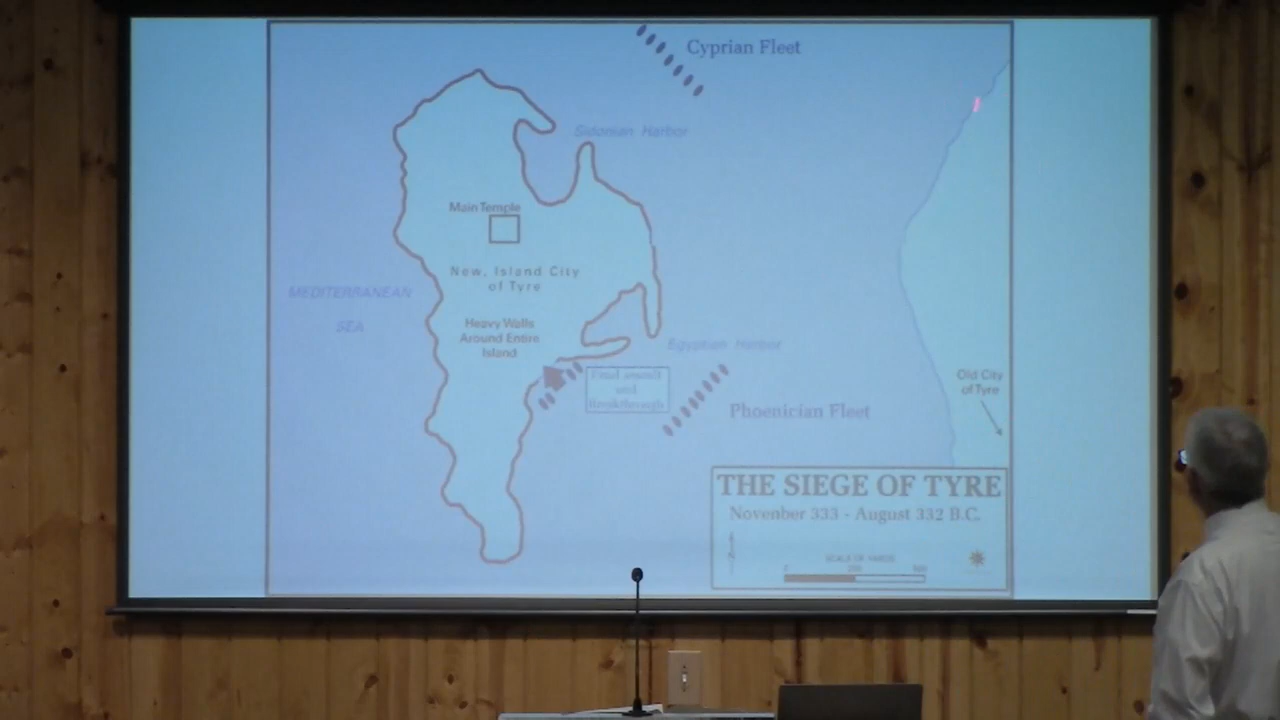 Cyprian Fleet
Sidonian Harbor
Main Temple
New, Island City
of Tyre
MEDITERRANEAN
SEA
Heavy Walls
Around Entire
Island
Egyptian Harbor
Final assault
and
Breakthrough
Phoenician Fleet
Old City
of Tyre
THE SIEGE OF TYRE
Novenber 333 - August 332 B.C.
SCALE OF YARDS
0